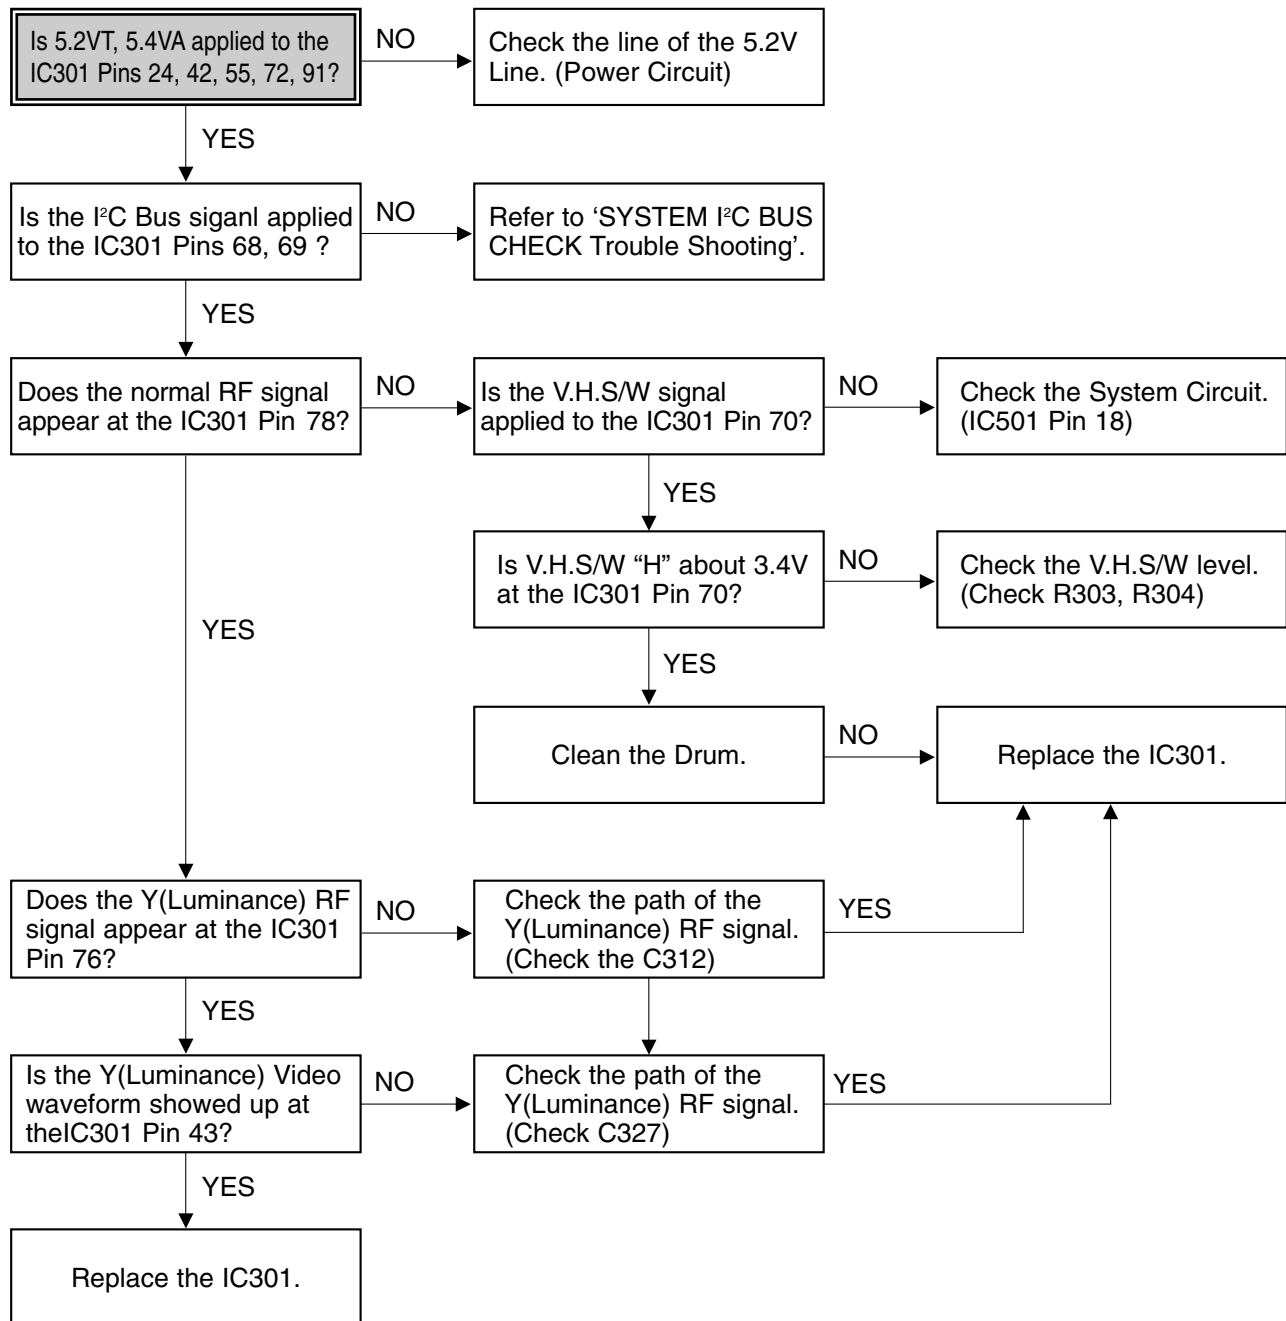 Is 5.2VT, 5.4VA applied to the
IC301 Pins 24, 42, 55, 72, 91?
NO
Check the line of the 5.2V
Line. (Power Circuit)
YES
Is the I²C Bus siganl applied
to the IC301 Pins 68, 69 ?
NO
Refer to ‘SYSTEM I²C BUS
CHECK Trouble Shooting’.
YES
Does the normal RF signal
appear at the IC301 Pin 78?
NO
Is the V.H.S/W signal
applied to the IC301 Pin 70?
NO
Check the System Circuit.
(IC501 Pin 18)
YES
Is V.H.S/W “H” about 3.4V
at the IC301 Pin 70?
NO
Check the V.H.S/W level.
(Check R303, R304)
YES
YES
Clean the Drum.
NO
Replace the IC301.
Does the Y(Luminance) RF
signal appear at the IC301
Pin 76?
NO
Check the path of the
Y(Luminance) RF signal.
(Check the C312)
YES
YES
Is the Y(Luminance) Video
waveform showed up at
theIC301 Pin 43?
NO
Check the path of the
Y(Luminance) RF signal.
(Check C327)
YES
YES
Replace the IC301.